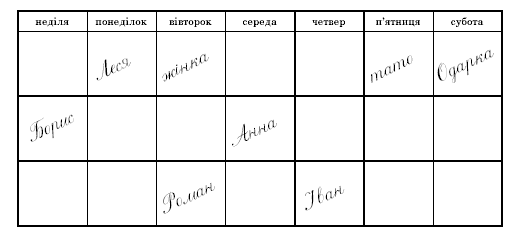 неділя понеділок вівторок середа четвер п'ятниця субота
Леся жінка тато Одарка
Борис Анна
Роман Іван